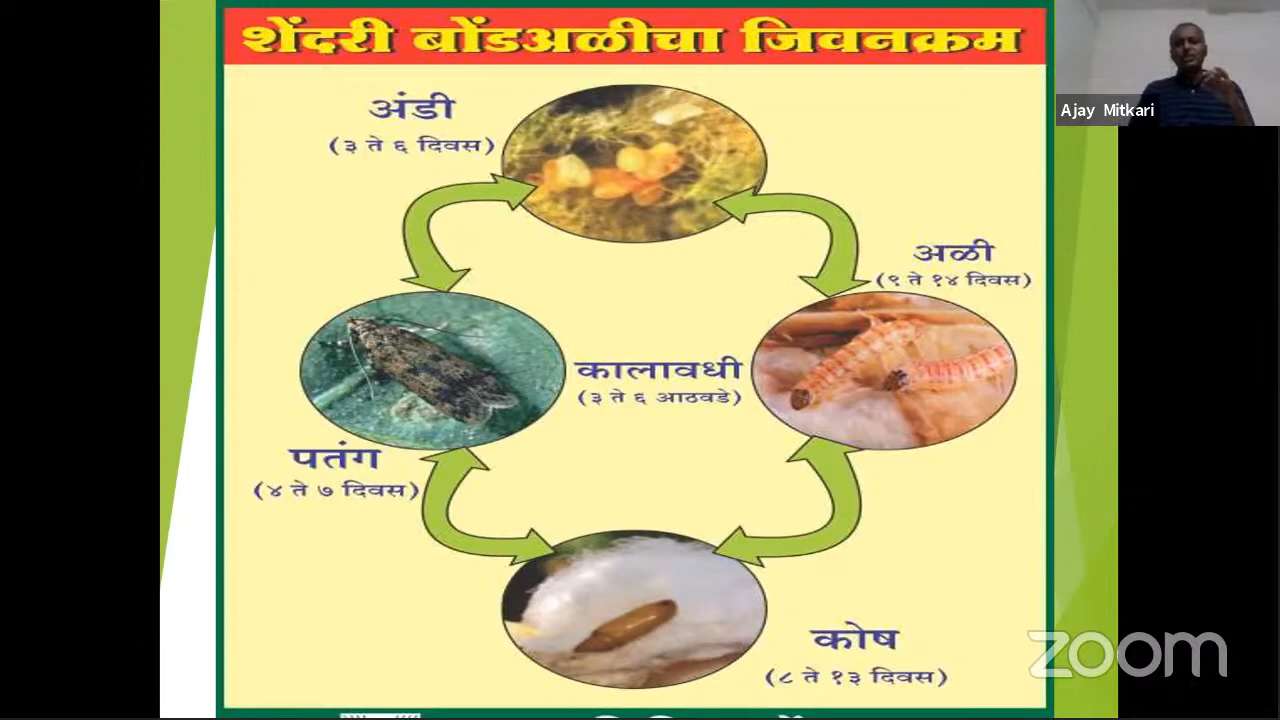 शेंदरी बोंडअळीचा जिवनक्रम
Ajay Mitkari
अंडी
(३ ते ६ दिवस)
अळी
(९ ते १४ दिवस)
कालावधी
(३ ते ६ आठवडे)
पतंग
(४ ते ७ दिवस)
कोष
(८ ते १३ दिवस)
zoom